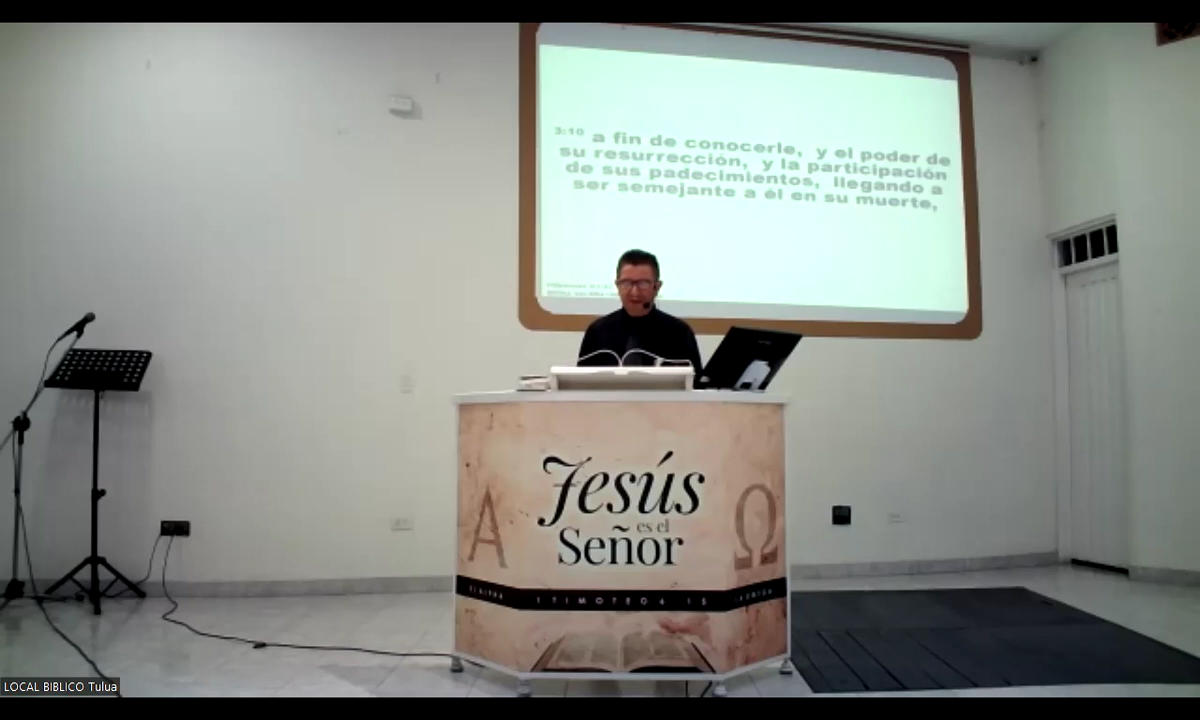 3:10 a fin de conocerle, y el poder de
su resurrección, y la participación
de sus padecimientos, llegando a
ser semejante a él en su muerte,
Jesús
es el
Señor
Α
Ω
1 TIMOTEO 6 15
LOCAL BIBLICO Tulua